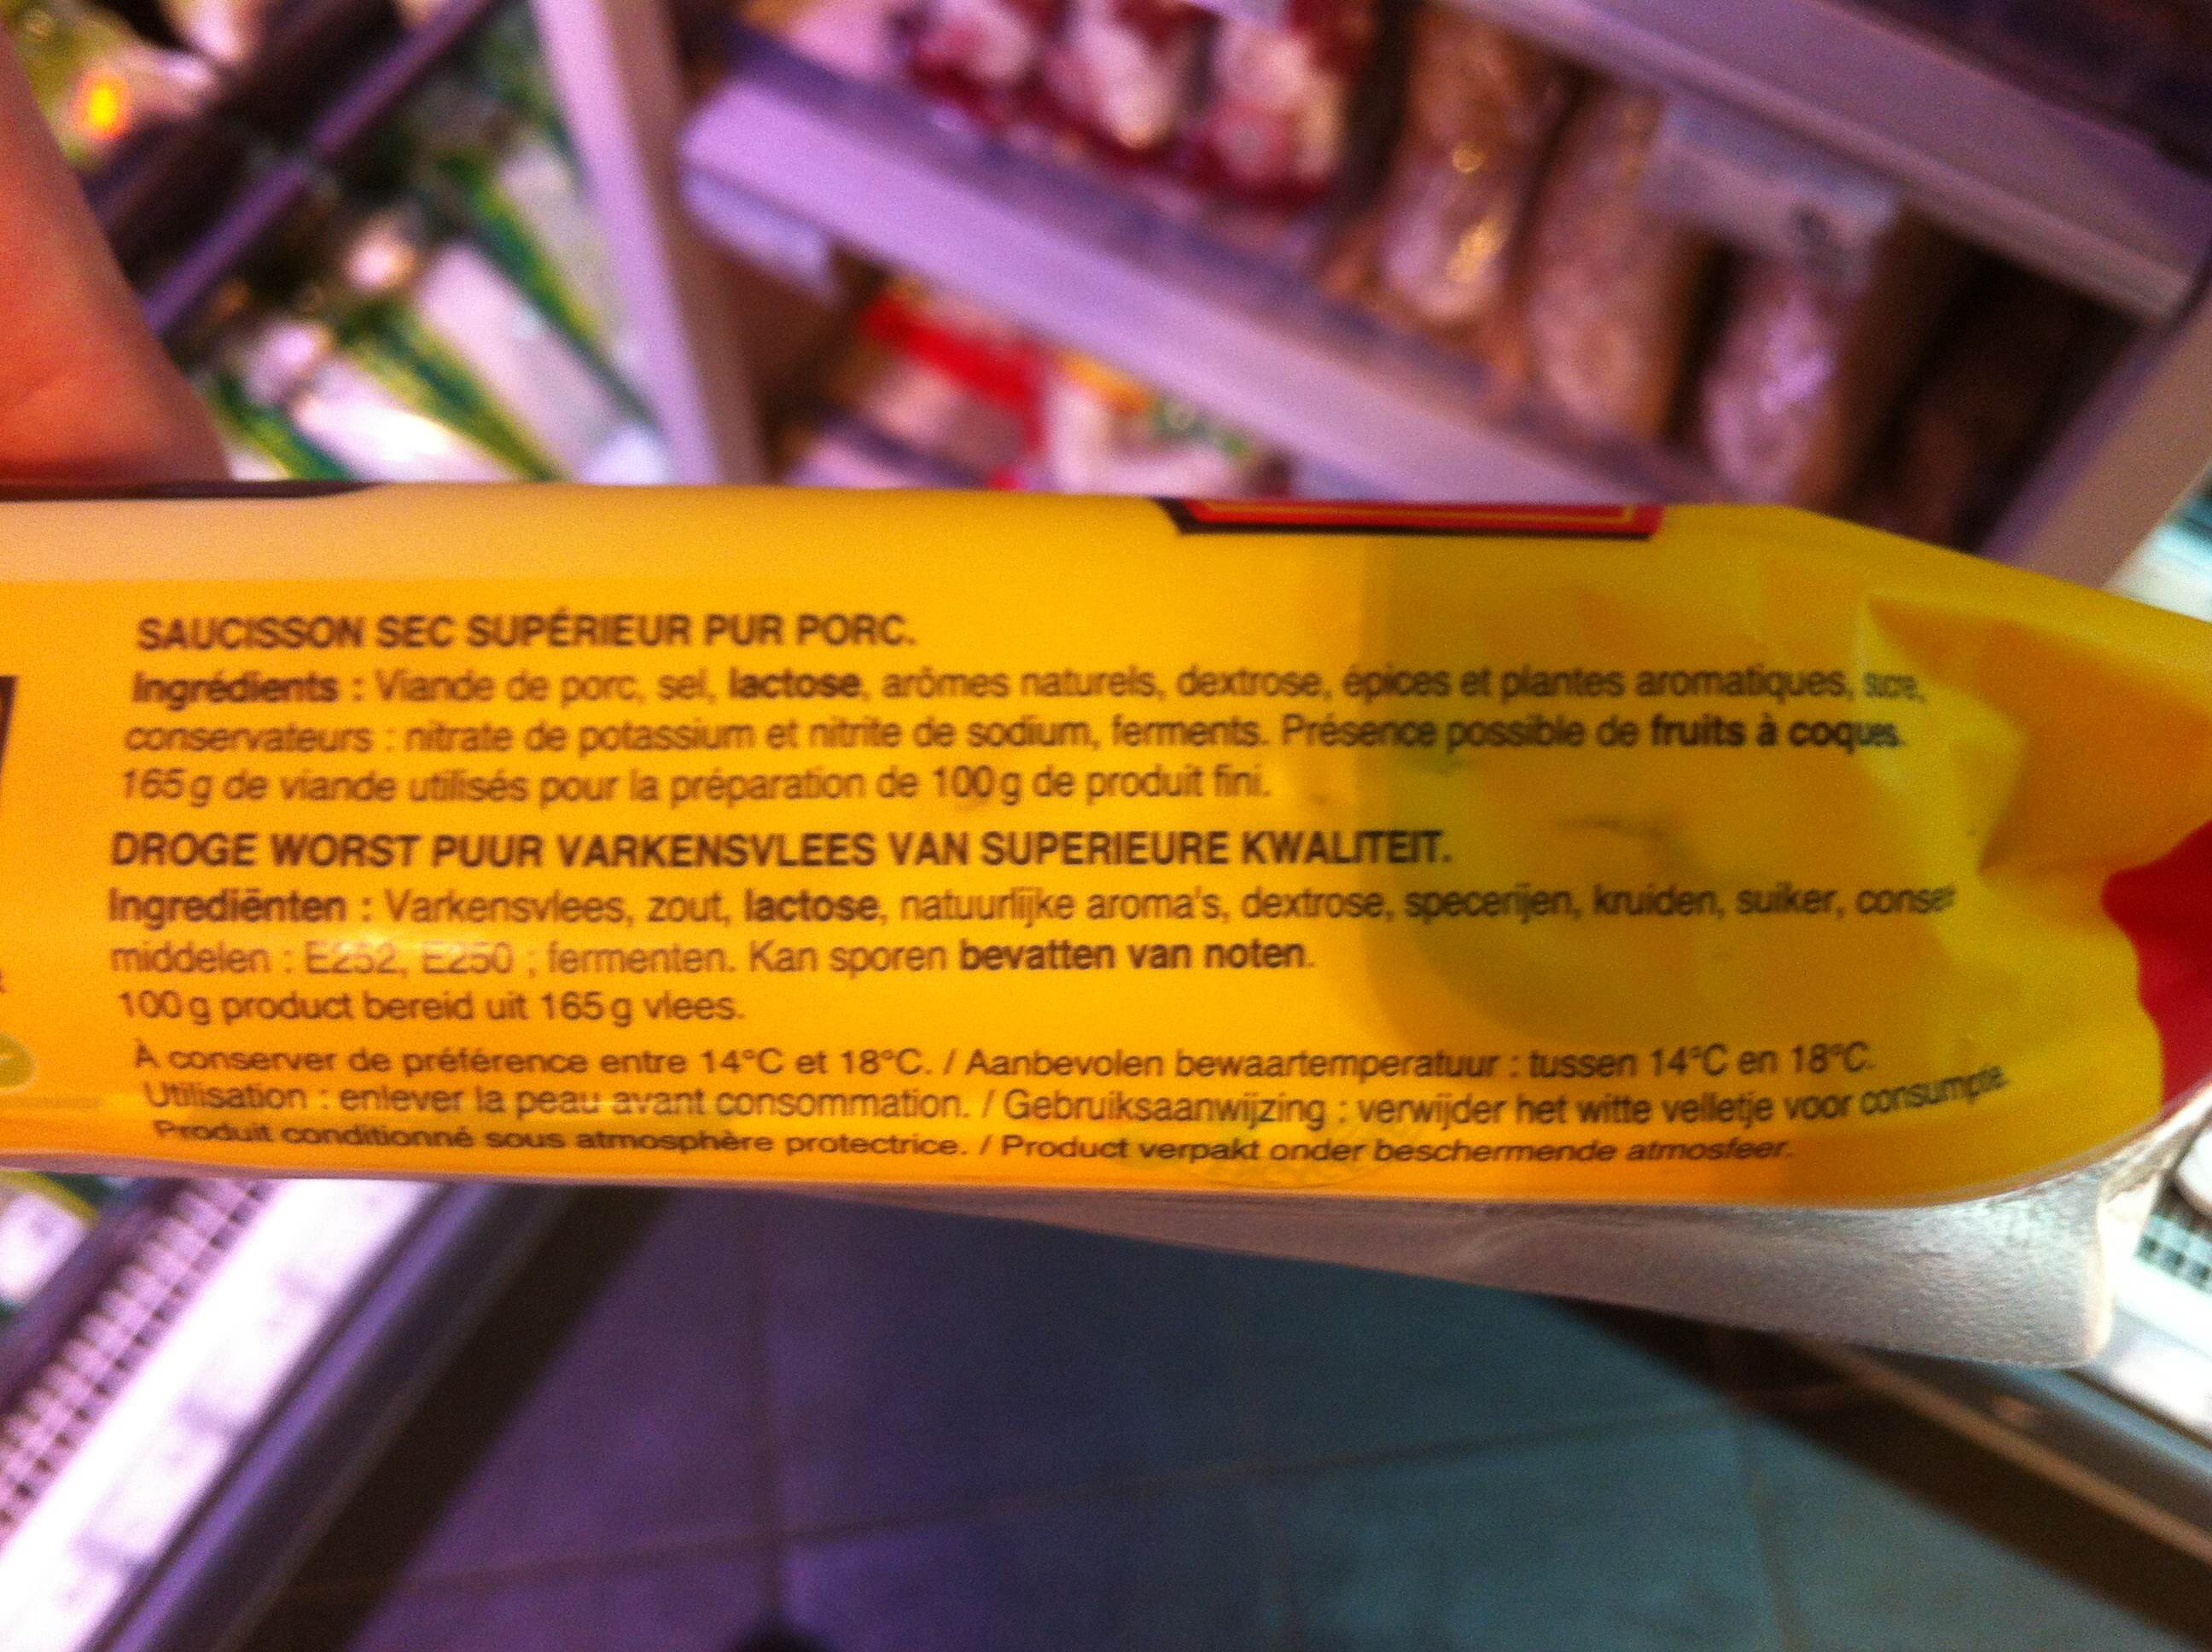 SAUCISSON SEC SUPÉRIEUR PUR PORC.
Ingrédients : Viande de porc, sel, lactose, arômes naturels, dextrose, épices et plantes aromatiques, sucre,
conservateurs : nitrate de potassium et nitrite de sodium, ferments. Présence possible de fruits à coques.
165g de viande utilisés pour la préparation de 100g de produit fini.
DROGE WORST PUUR VARKENSVLEES VAN SUPERIEURE KWALITEIT.
Ingrediënten : Varkensvlees, zout, lactose, natuurlijke aroma's, dextrose, specerijen, kruiden, suiker,
middelen : E252, E250 ; fermenten. Kan sporen bevatten van noten.
100g product bereid uit 165g vlees.
À conserver de préférence entre 14°C et 18°C. / Aanbevolen bewaartemperatuur : tussen 14°C en 18°C.
Utilisation : enlever la peau avant consommation. / Gebruiksaanwijzing : verwijder het witte velletje voor consumptie.
Produit conditionné sous atmosphère protectrice. / Product verpakt onder beschermende atmosfeer.